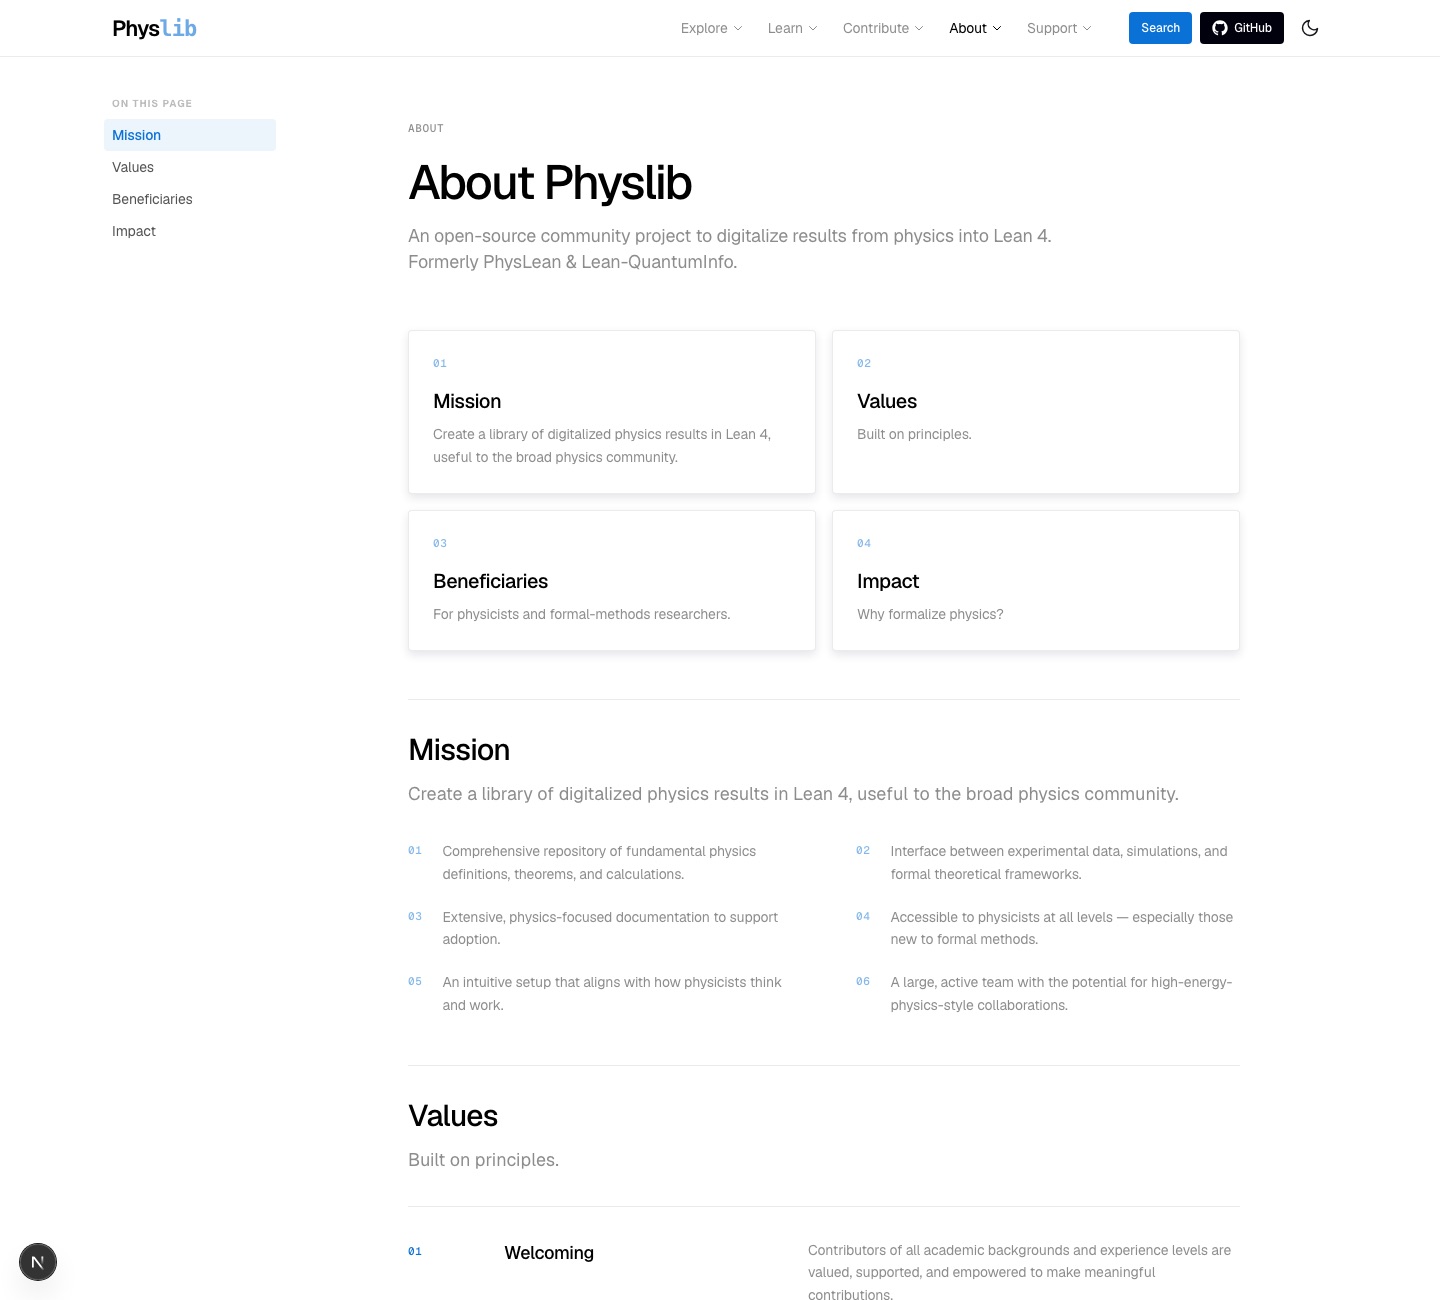 Physlib
Explore
Learn
Contribute
About
Support
Search
GitHub
ON THIS PAGE
Mission
Values
Beneficiaries
Impact
ABOUT
About Physlib
An open-source community project to digitalize results from physics into Lean 4.
Formerly PhysLean & Lean-QuantumInfo.
01
Mission
Create a library of digitalized physics results in Lean 4,
useful to the broad physics community.
02
Values
Built on principles.
03
Beneficiaries
For physicists and formal-methods researchers.
04
Impact
Why formalize physics?
Mission
Create a library of digitalized physics results in Lean 4, useful to the broad physics community.
01
Comprehensive repository of fundamental physics
definitions, theorems, and calculations.
02
Interface between experimental data, simulations, and
formal theoretical frameworks.
03
Extensive, physics-focused documentation to support
adoption.
04
Accessible to physicists at all levels — especially those
new to formal methods.
05
An intuitive setup that aligns with how physicists think
and work.
06
A large, active team with the potential for high-energy-
physics-style collaborations.
Values
Built on principles.
01
Welcoming
Contributors of all academic backgrounds and experience levels are
valued, supported, and empowered to make meaningful
contributions.
N